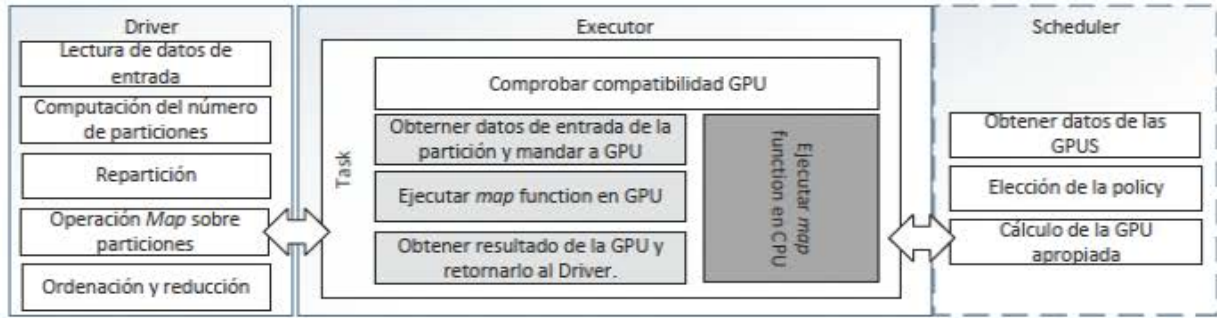 Driver
Lectura de datos de
entrada
Computación del número
de particiones
Repartición
Operación Map sobre
particiones
Ordenación y reducción
Executor
Task
Comprobar compatibilidad GPU
Obterner datos de entrada de la
partición y mandar a GPU
Ejecutar map function en GPU
Obtener resultado de la GPU y
retornarlo al Driver.
Ejecutar map
function en CPU
Scheduler
Obtener datos de las
GPUS
Elección de la policy
Cálculo de la GPU
apropiada